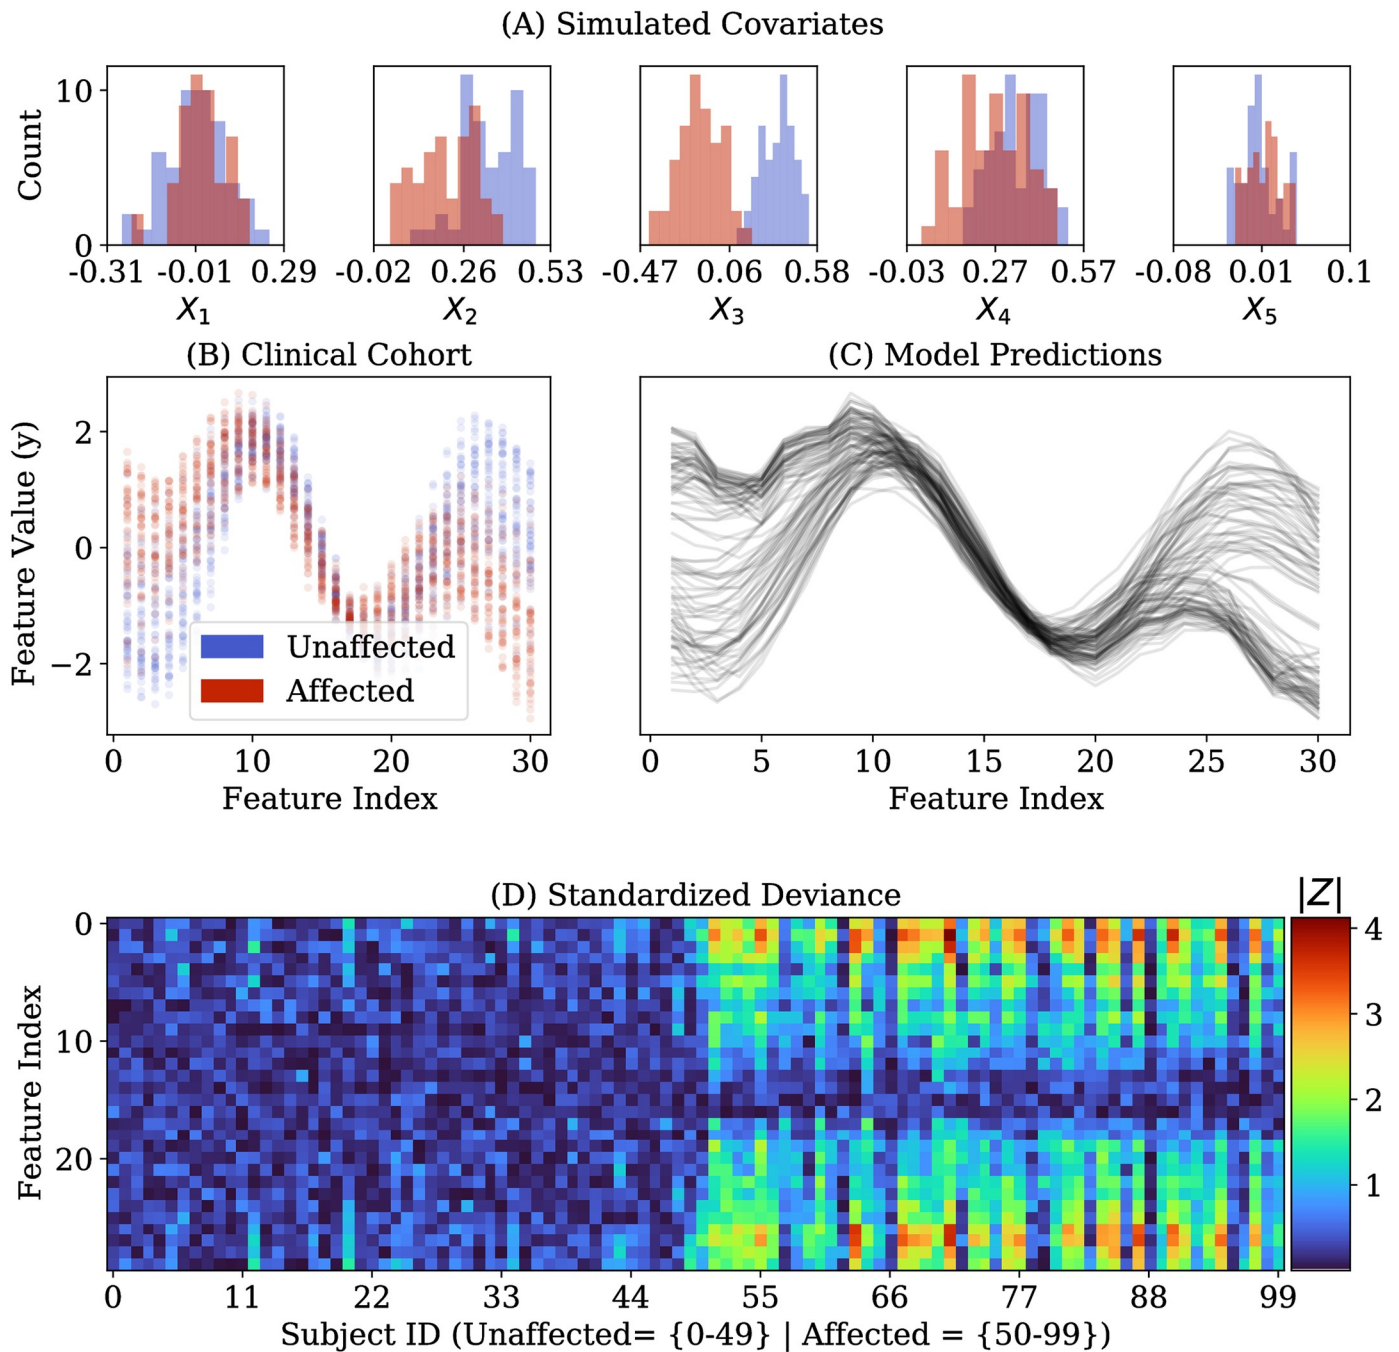 (A) Simulated Covariates
Count
10
0
-0.31 -0.01 0.29
X1
-0.02 0.26 0.53
X2
-0.47 0.06 0.58
X3
-0.03 0.27 0.57
X4
-0.08 0.01 0.1
X5
(B) Clinical Cohort
Feature Value (y)
2
0
−2
Unaffected
Affected
0 10 20 30
Feature Index
(C) Model Predictions
0 5 10 15 20 25 30
Feature Index
(D) Standardized Deviance
|Z|
Feature Index
0
10
20
4
3
2
1
0 11 22 33 44 55 66 77 88 99
Subject ID (Unaffected= {0-49} | Affected = {50-99})